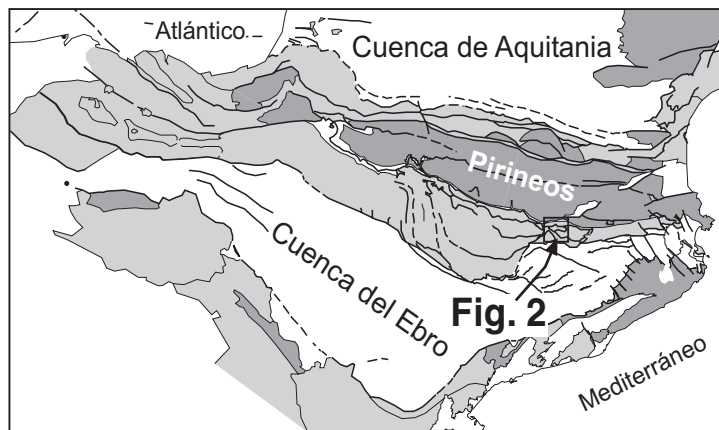 Atlántico
Cuenca de Aquitania
Pirineos
Cuenca del Ebro
Fig. 2
Mediterráneo